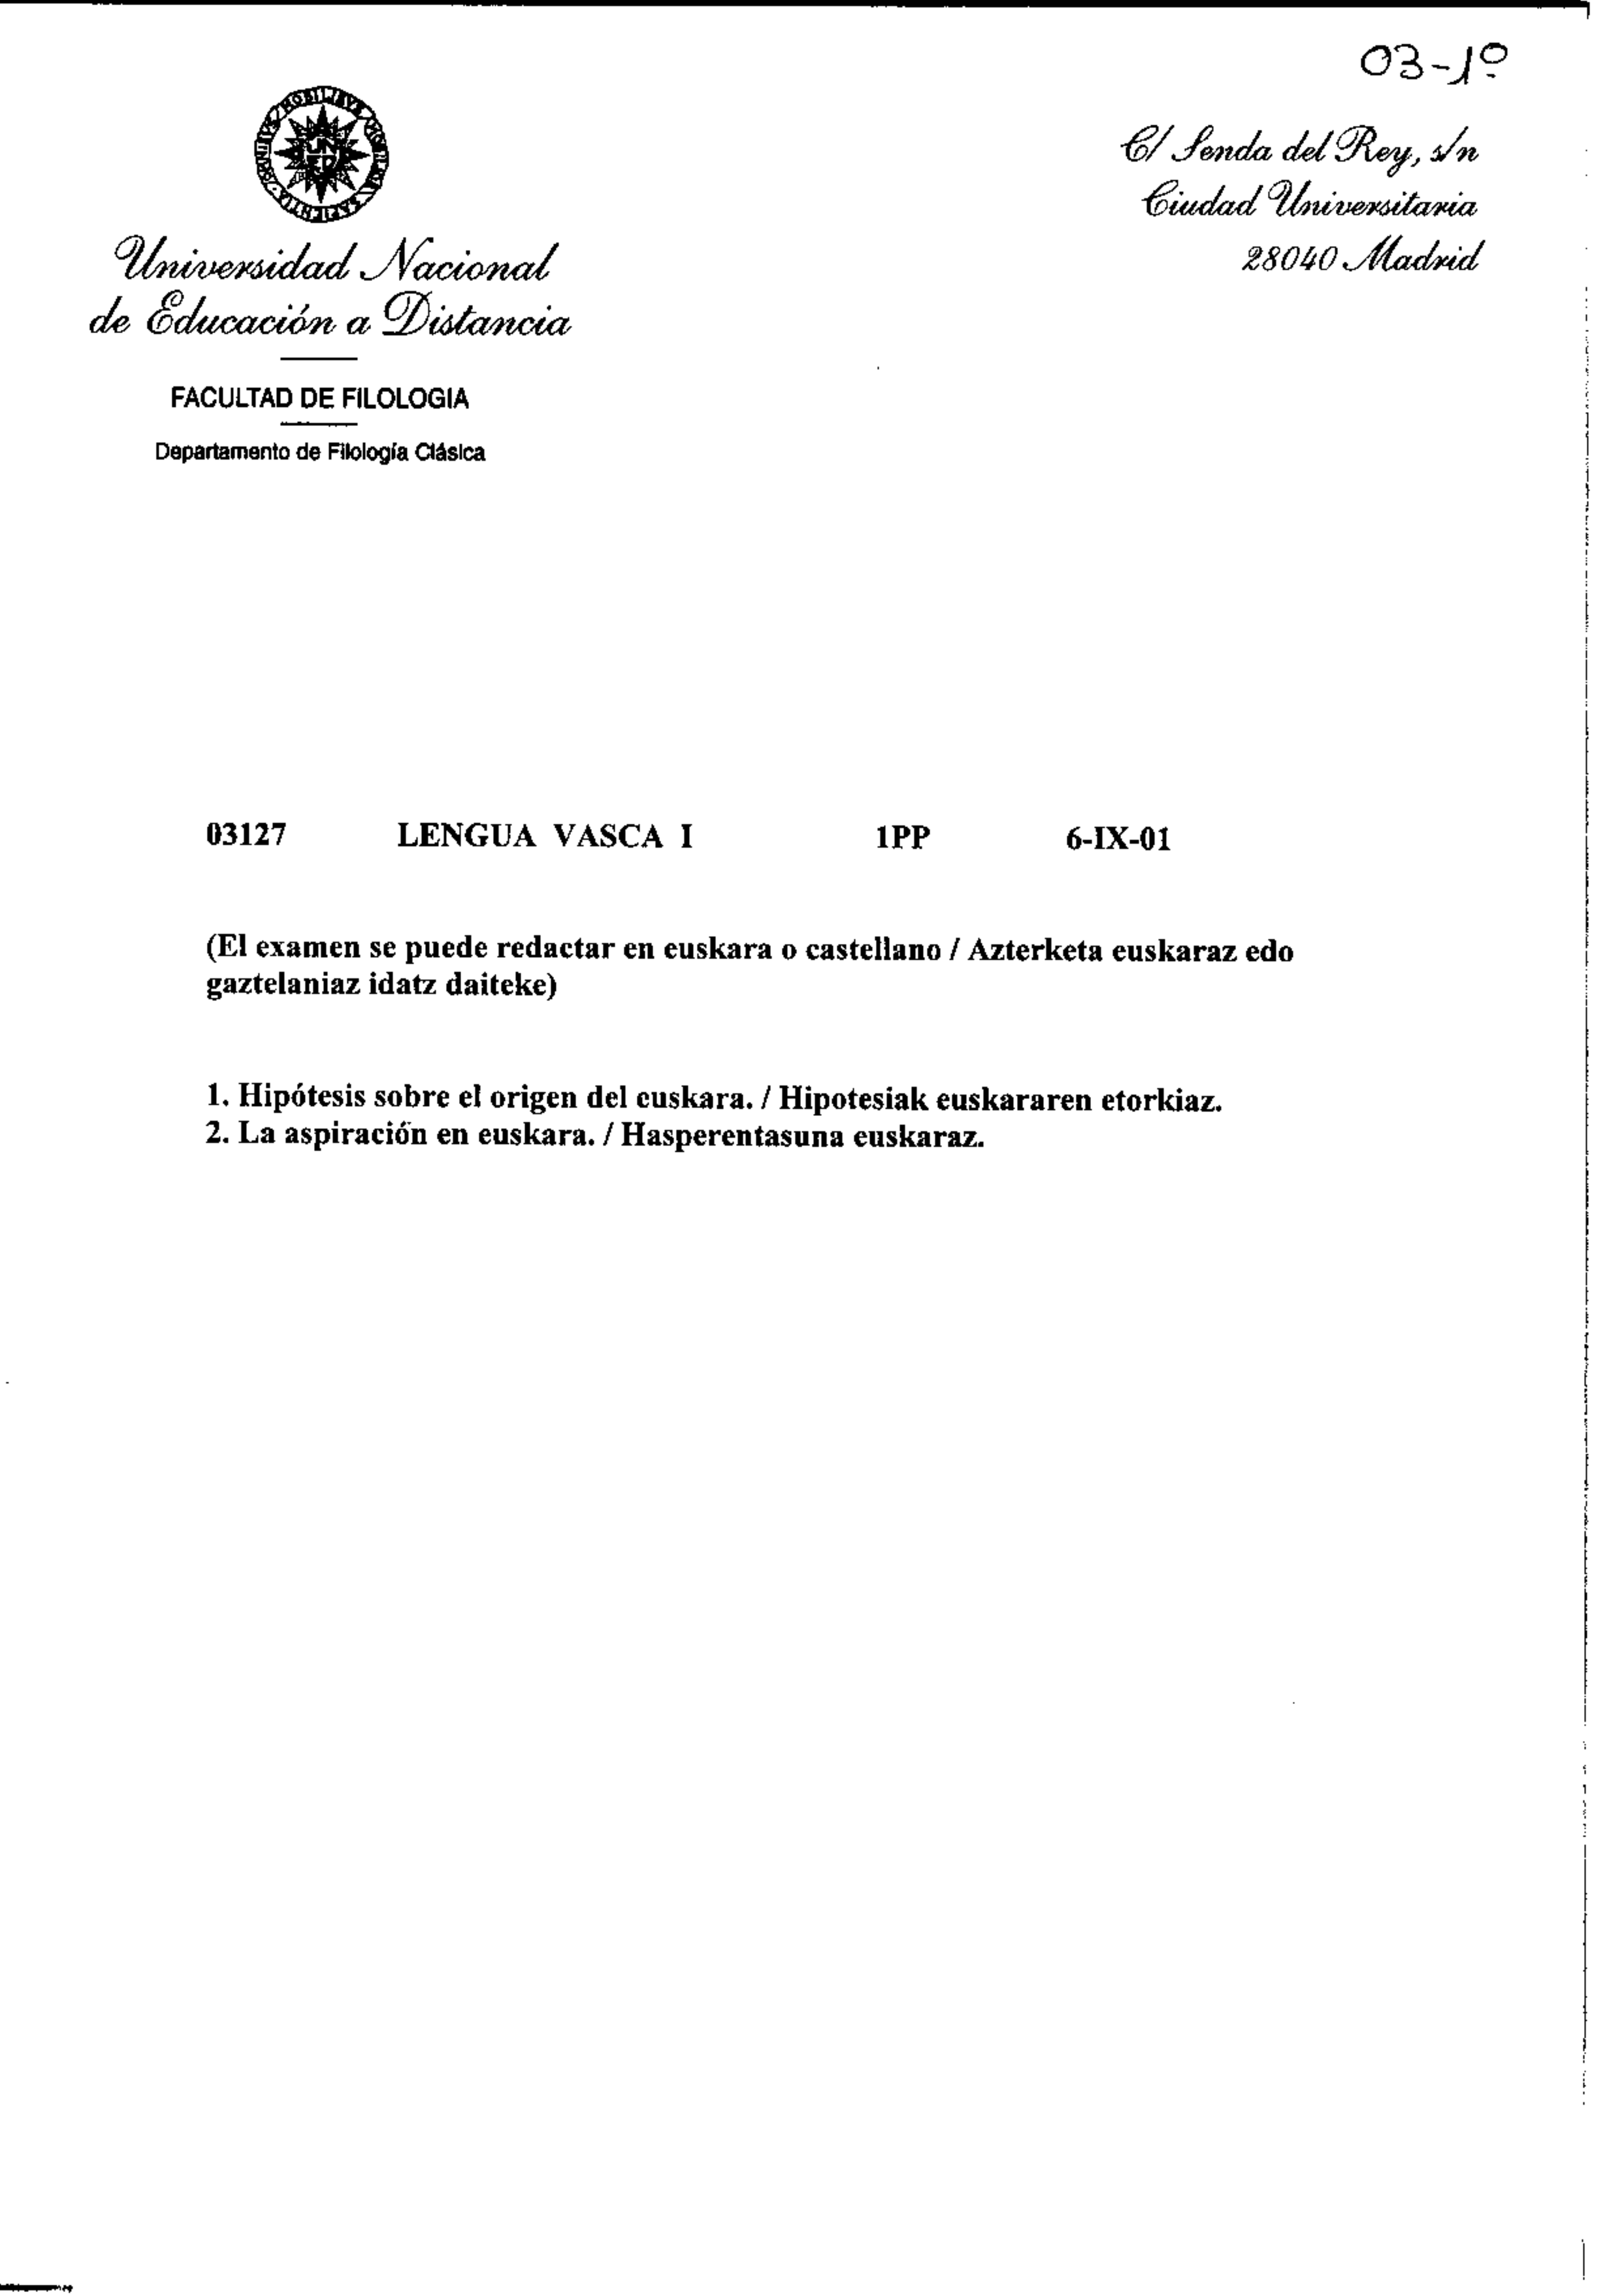 03-1º
C/ Senda del Rey, s/n
Ciudad Universitaria
28040 Madrid
UNED
Universidad Nacional
de Educación a Distancia
FACULTAD DE FILOLOGIA
Departamento de Filología Clásica
03127 LENGUA VASCA I 1PP 6-IX-01
(El examen se puede redactar en euskara o castellano / Azterketa euskaraz edo
gaztelaniaz idatz daiteke)
1. Hipótesis sobre el origen del euskara. / Hipotesiak euskararen etorkiaz.
2. La aspiración en euskara. / Hasperentasuna euskaraz.